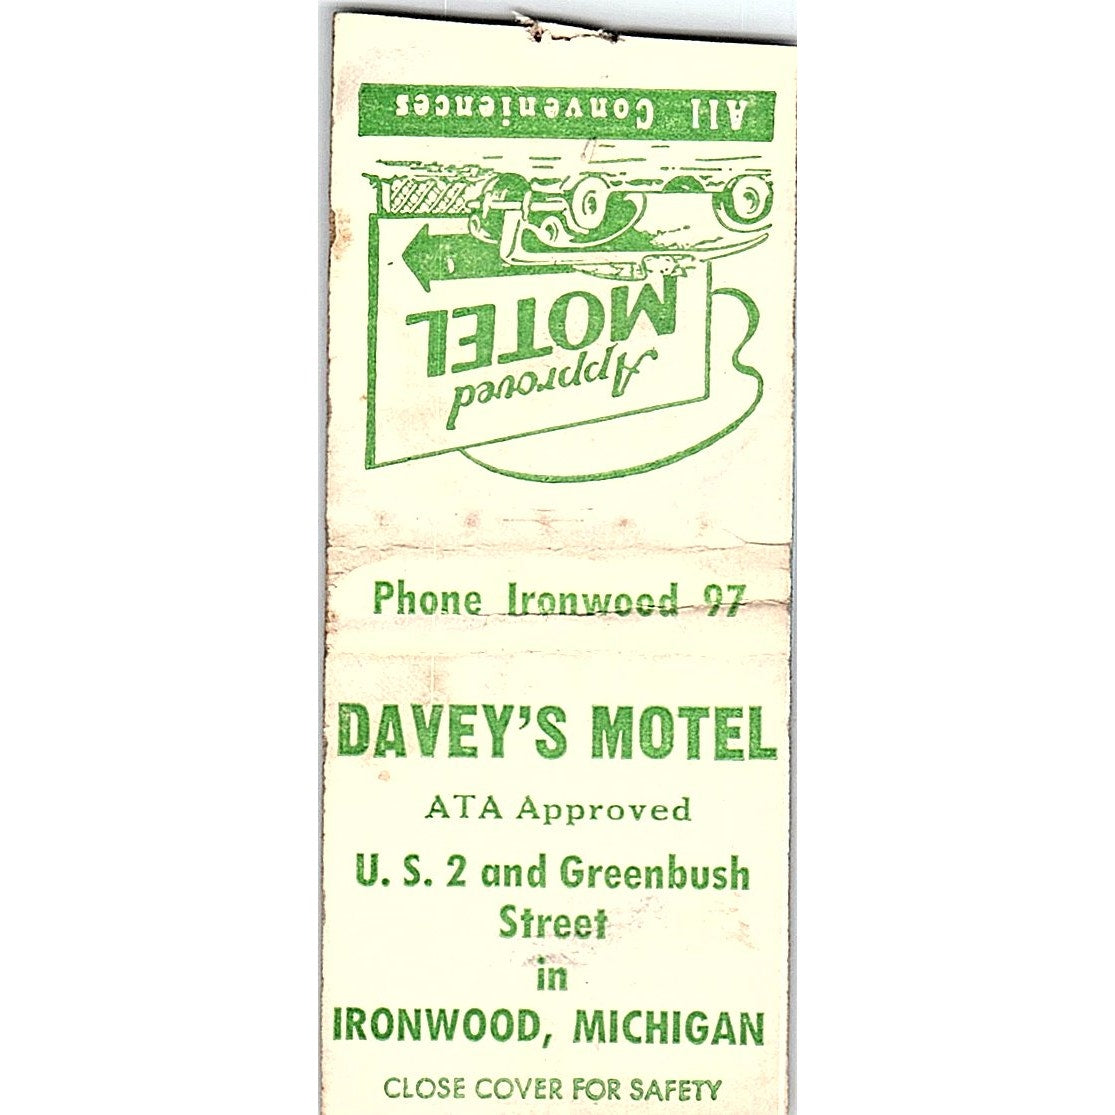 All Conveniences
MOTEL
Approved
Phone Ironwood 97
DAVEY'S MOTEL
ATA Approved
U. S. 2 and Greenbush
Street
in
IRONWOOD, MICHIGAN
CLOSE COVER FOR SAFETY